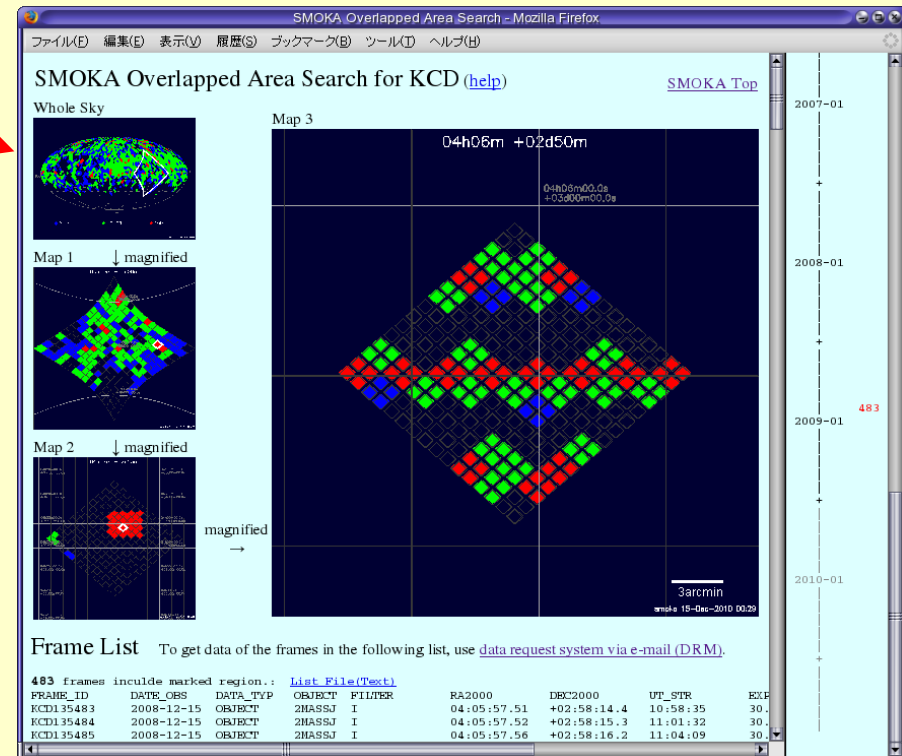 SMOKA Overlapped Area Search - Mozilla Firefox
ファイル(F) 編集(E) 表示(V) 履歴(S) ブックマーク(B) ツール(T) ヘルプ(H)
SMOKA Overlapped Area Search for KCD (help)
SMOKA Top
Whole Sky
Map 1 ↓ magnified
Map 2 ↓ magnified
magnified
→
Map 3
04h06m +02d50m
04h06m00.0s
+03d00m00.0s
3arcmin
smoka 15-Dec-2010 00:29
2007-01
2008-01
2009-01
483
2010-01
Frame List To get data of the frames in the following list, use data request system via e-mail (DRM).
483 frames inculde marked region.: List File(Text)
FRAME_ID DATE_OBS DATA_TYP OBJECT FILTER RA2000 DEC2000 UT_STR EXP
KCD135483 2008-12-15 OBJECT 2MASSJ I 04:05:57.51 +02:58:14.4 10:58:35 30.
KCD135484 2008-12-15 OBJECT 2MASSJ I 04:05:57.52 +02:58:15.3 11:01:32 30.
KCD135485 2008-12-15 OBJECT 2MASSJ I 04:05:57.56 +02:58:16.2 11:04:09 30.